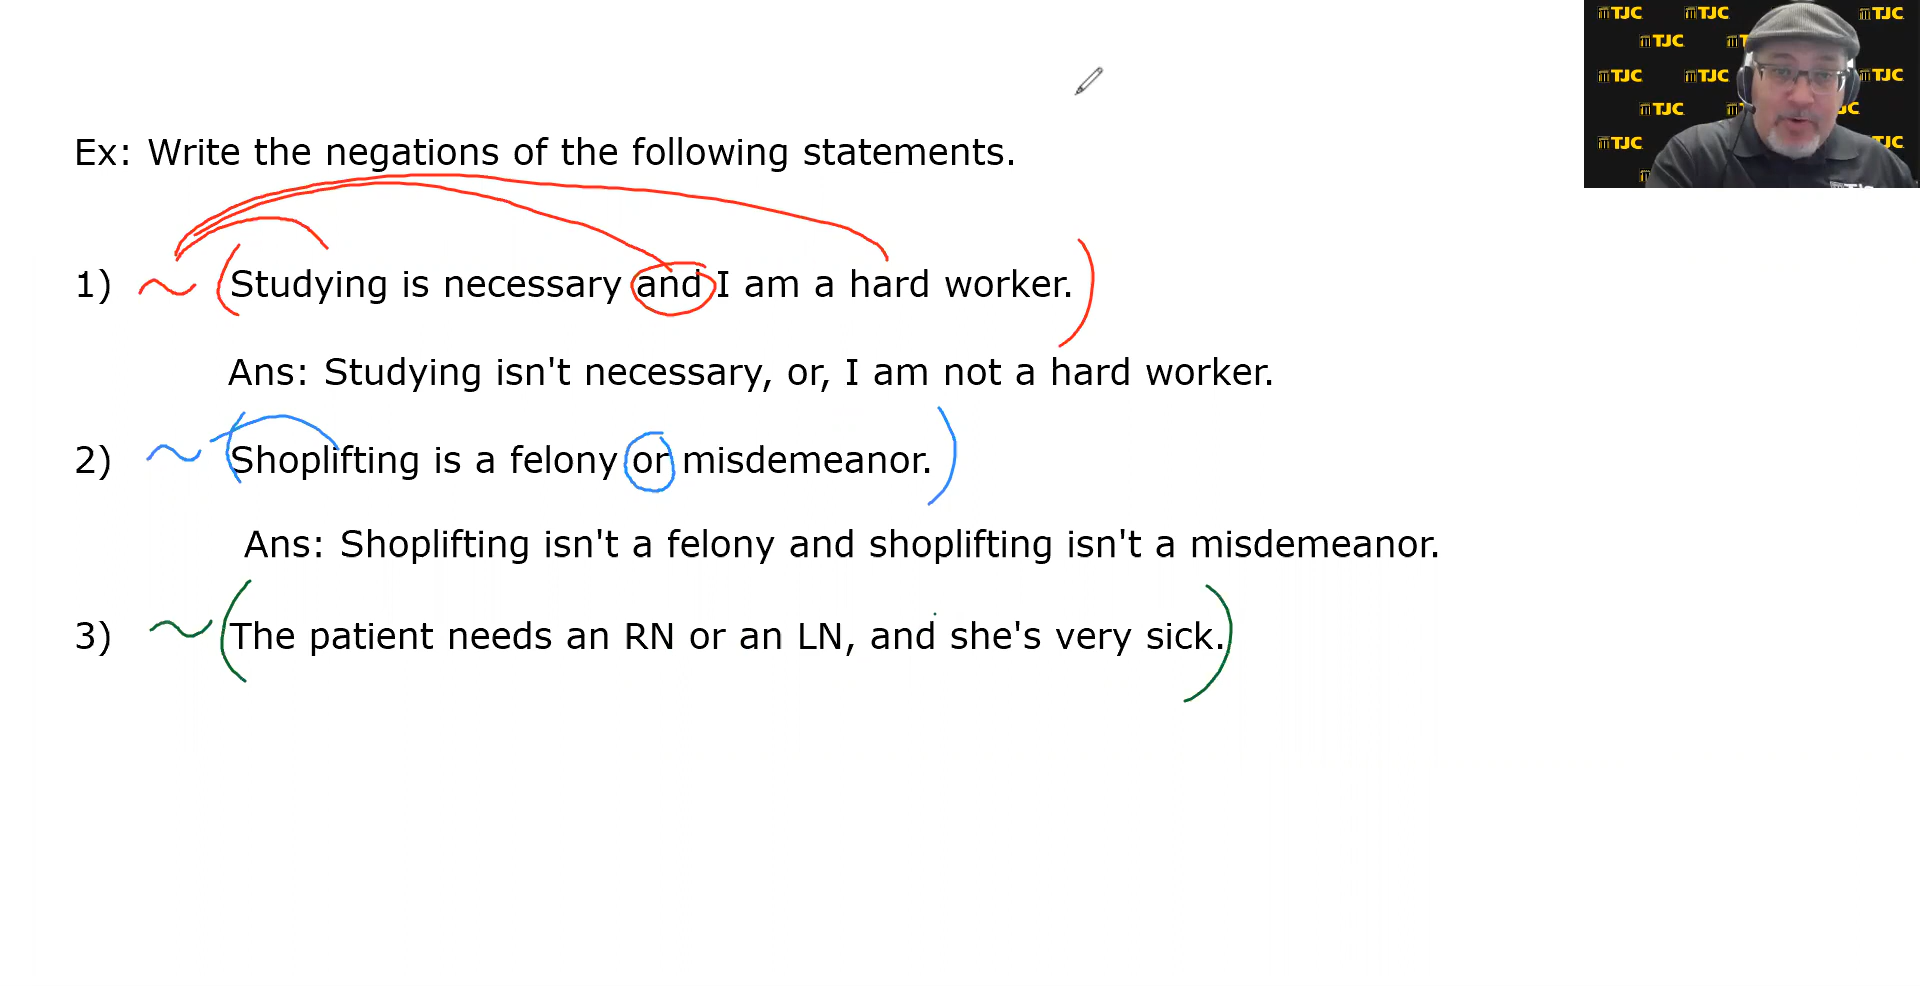 TJC TJC TJC
TJC
TJC TJC TJC
TJC
TJC TJC
Ex: Write the negations of the following statements.
1) ~ (Studying is necessary and I am a hard worker.)
Ans: Studying isn't necessary, or, I am not a hard worker.
2) ~ (Shoplifting is a felony or misdemeanor.)
Ans: Shoplifting isn't a felony and shoplifting isn't a misdemeanor.
3) ~ (The patient needs an RN or an LN, and she's very sick.)